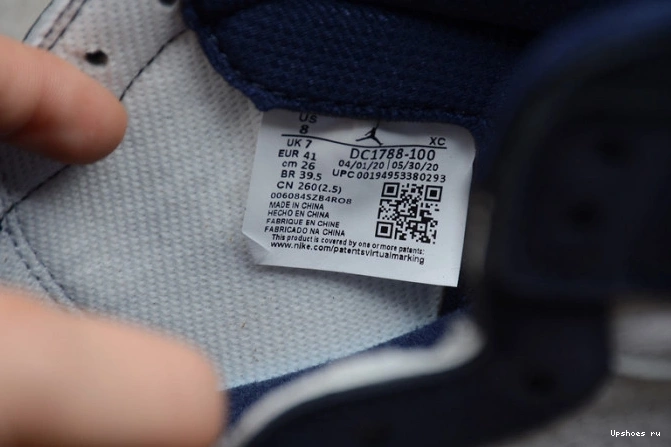 US
8
XC
UK 7
DC1788-100
EUR 41
04/01/20 | 05/30/20
cm 26
UPC 00194953380293
BR 39.5
CN 260(2.5)
006084SZB4RO8
MADE IN CHINA
HECHO EN CHINA
FABRIQUE EN CHINE
FABRICADO NA CHINA
This product is covered by one or more patents:
www.nike.com/patentsvirtualmarking
Upshoes ru